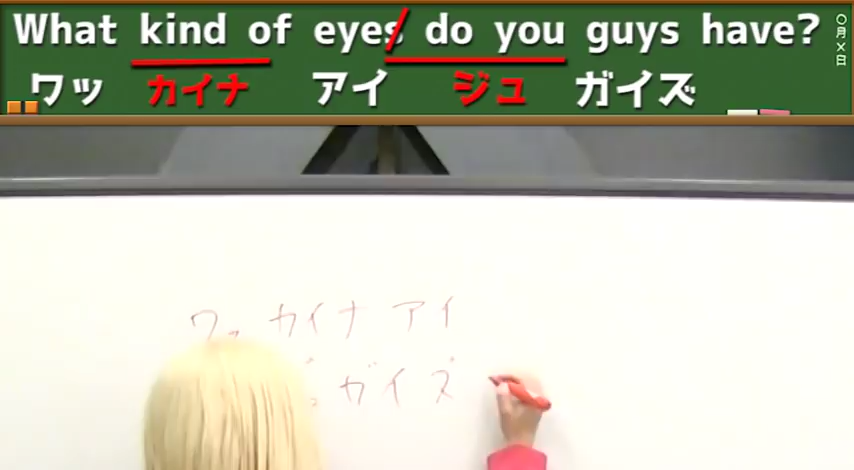 What kind of eyes do you guys have?
ワッ カイナ アイ ジュ ガイズ
〇月×日
ワッ カイナ アイ
ガイズ